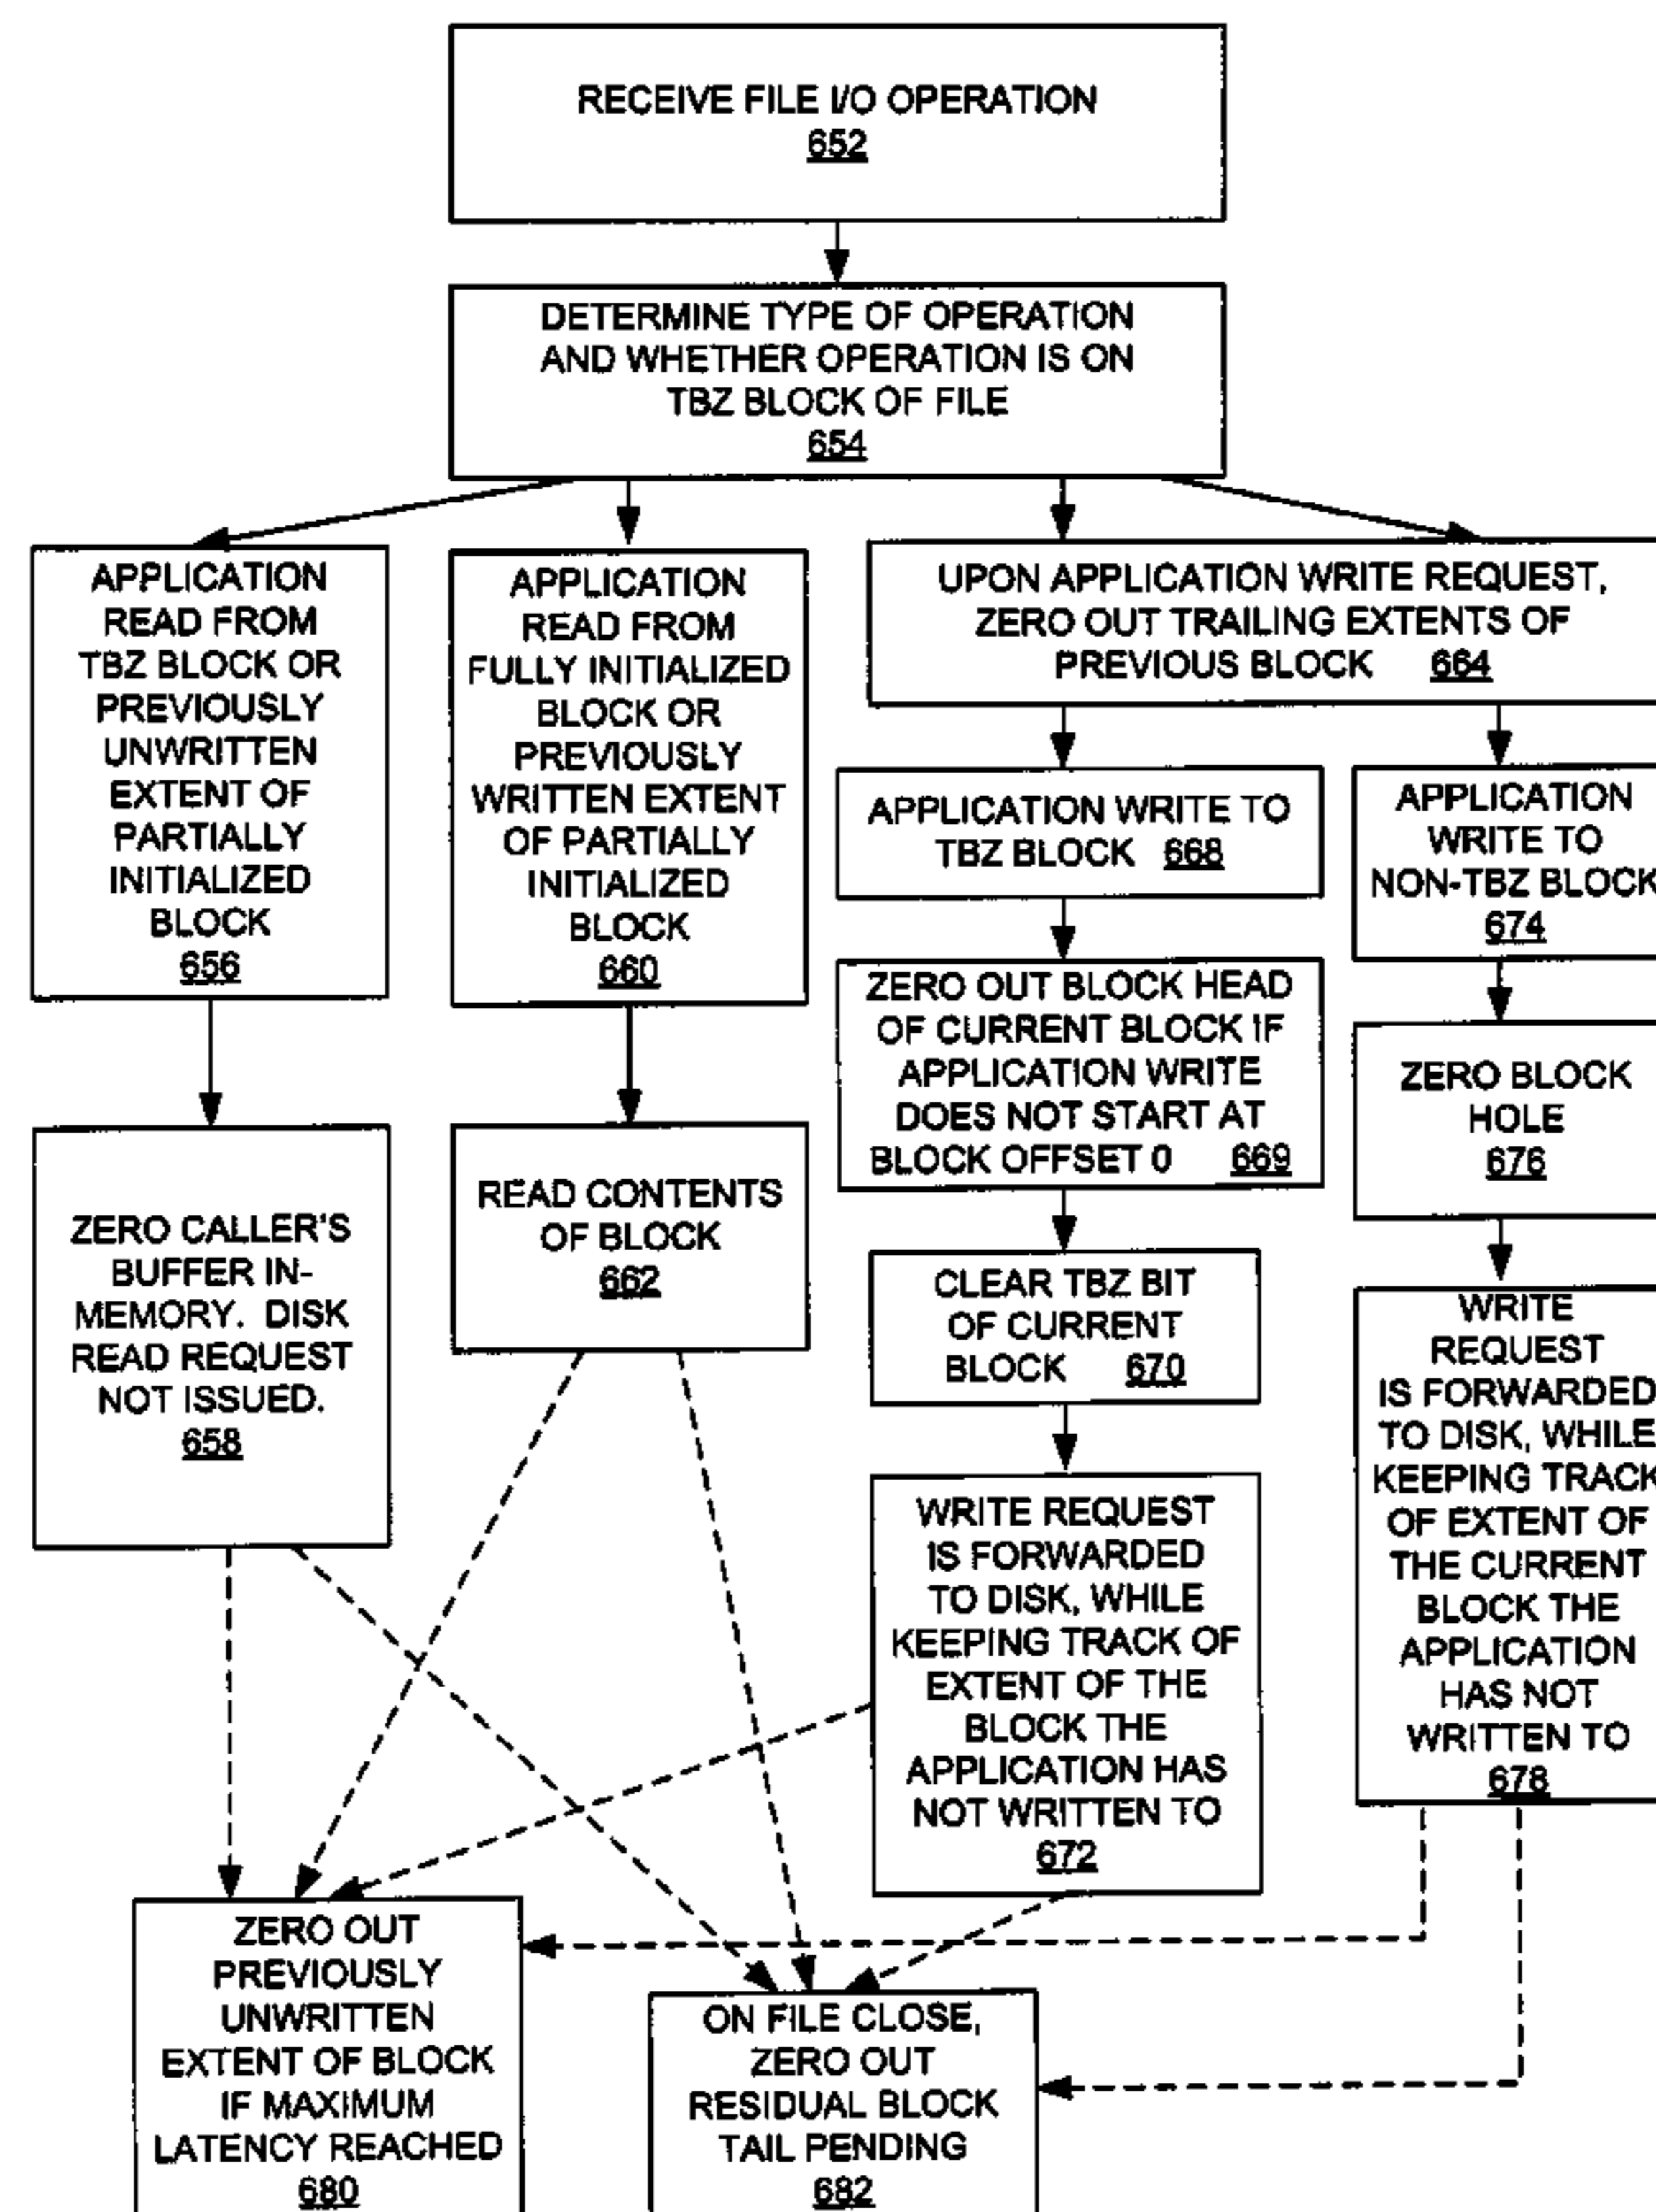 RECEIVE FILE I/O OPERATION
652
DETERMINE TYPE OF OPERATION
AND WHETHER OPERATION IS ON
TBZ BLOCK OF FILE
654
APPLICATION
READ FROM
TBZ BLOCK OR
PREVIOUSLY
UNWRITTEN
EXTENT OF
PARTIALLY
INITIALIZED
BLOCK
656
APPLICATION
READ FROM
FULLY INITIALIZED
BLOCK OR
PREVIOUSLY
WRITTEN EXTENT
OF PARTIALLY
INITIALIZED
BLOCK
660
UPON APPLICATION WRITE REQUEST,
ZERO OUT TRAILING EXTENTS OF
PREVIOUS BLOCK 664
APPLICATION WRITE TO
TBZ BLOCK 668
APPLICATION
WRITE TO
NON-TBZ BLOCK
674
ZERO OUT BLOCK HEAD
OF CURRENT BLOCK IF
APPLICATION WRITE
DOES NOT START AT
BLOCK OFFSET 0 669
ZERO BLOCK
HOLE
676
ZERO CALLER'S
BUFFER IN-
MEMORY. DISK
READ REQUEST
NOT ISSUED.
658
READ CONTENTS
OF BLOCK
662
CLEAR TBZ BIT
OF CURRENT
BLOCK 670
WRITE REQUEST
IS FORWARDED
TO DISK, WHILE
KEEPING TRACK OF
EXTENT OF THE
BLOCK THE
APPLICATION HAS
NOT WRITTEN TO
672
WRITE
REQUEST
IS FORWARDED
TO DISK, WHILE
KEEPING TRACK
OF EXTENT OF
THE CURRENT
BLOCK THE
APPLICATION
HAS NOT
WRITTEN TO
678
ZERO OUT
PREVIOUSLY
UNWRITTEN
EXTENT OF BLOCK
IF MAXIMUM
LATENCY REACHED
680
ON FILE CLOSE,
ZERO OUT
RESIDUAL BLOCK
TAIL PENDING
682